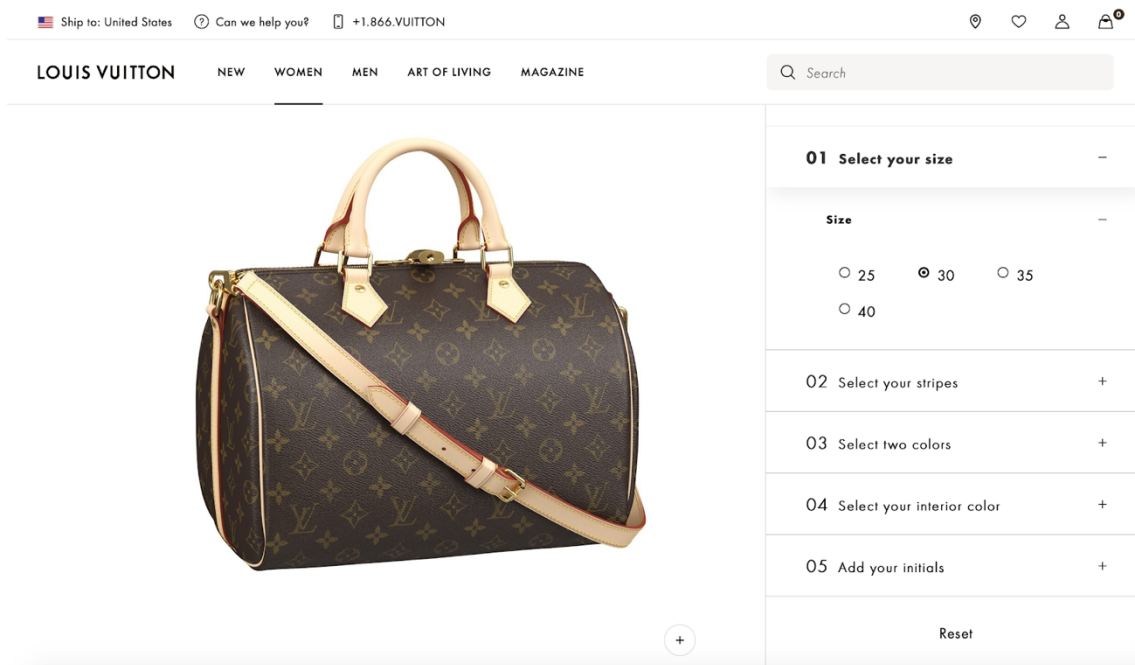 Ship to: United States Can we help you? +1.866.VUITTON 0
LOUIS VUITTON NEW WOMEN MEN ART OF LIVING MAGAZINE Search
01 Select your size −
Size −
25 30 35
40
02 Select your stripes +
03 Select two colors +
04 Select your interior color +
05 Add your initials +
Reset
+